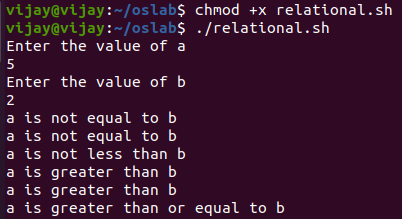 vijay@vijay:~/oslab$ chmod +x relational.sh
vijay@vijay:~/oslab$ ./relational.sh
Enter the value of a
5
Enter the value of b
2
a is not equal to b
a is not equal to b
a is not less than b
a is greater than b
a is greater than b
a is greater than or equal to b